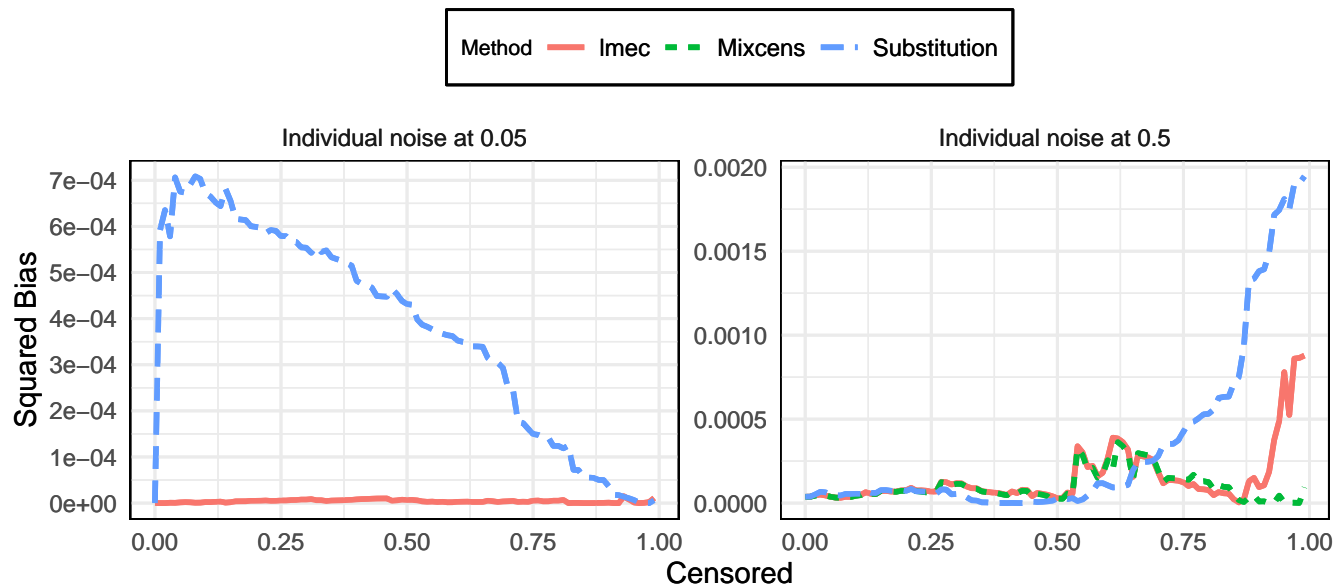 Method lmec Mixcens Substitution
Individual noise at 0.05
Individual noise at 0.5
Squared Bias
7e−04
6e−04
5e−04
4e−04
3e−04
2e−04
1e−04
0e+00
0.00 0.25 0.50 0.75 1.00
0.0020
0.0015
0.0010
0.0005
0.0000
0.00 0.25 0.50 0.75 1.00
Censored